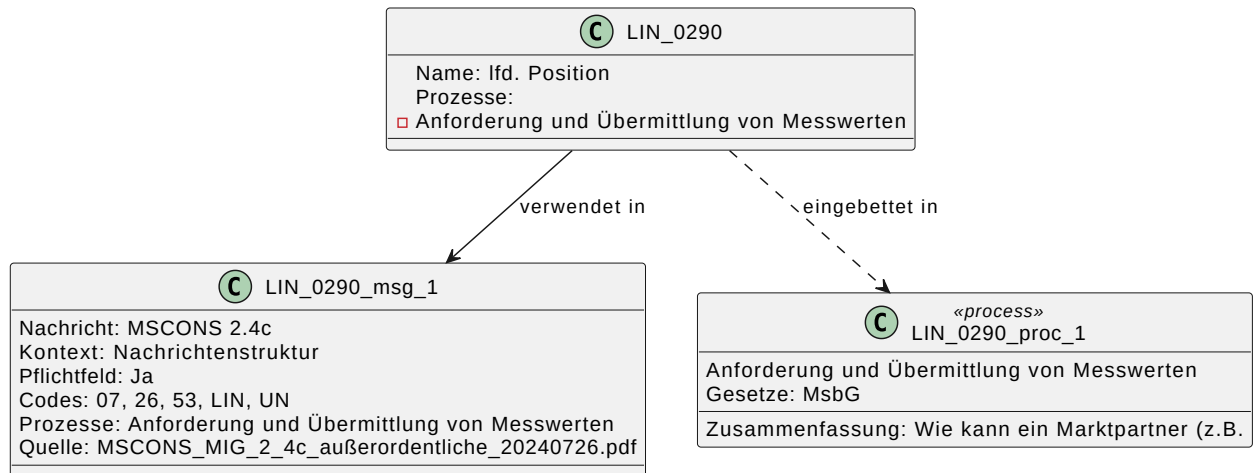 C LIN_0290
Name: lfd. Position
Prozesse:
Anforderung und Übermittlung von Messwerten
verwendet in
eingebettet in
C LIN_0290_msg_1
Nachricht: MSCONS 2.4c
Kontext: Nachrichtenstruktur
Pflichtfeld: Ja
Codes: 07, 26, 53, LIN, UN
Prozesse: Anforderung und Übermittlung von Messwerten
Quelle: MSCONS_MIG_2_4c_außerordentliche_20240726.pdf
«process»
C LIN_0290_proc_1
Anforderung und Übermittlung von Messwerten
Gesetze: MsbG
Zusammenfassung: Wie kann ein Marktpartner (z.B.